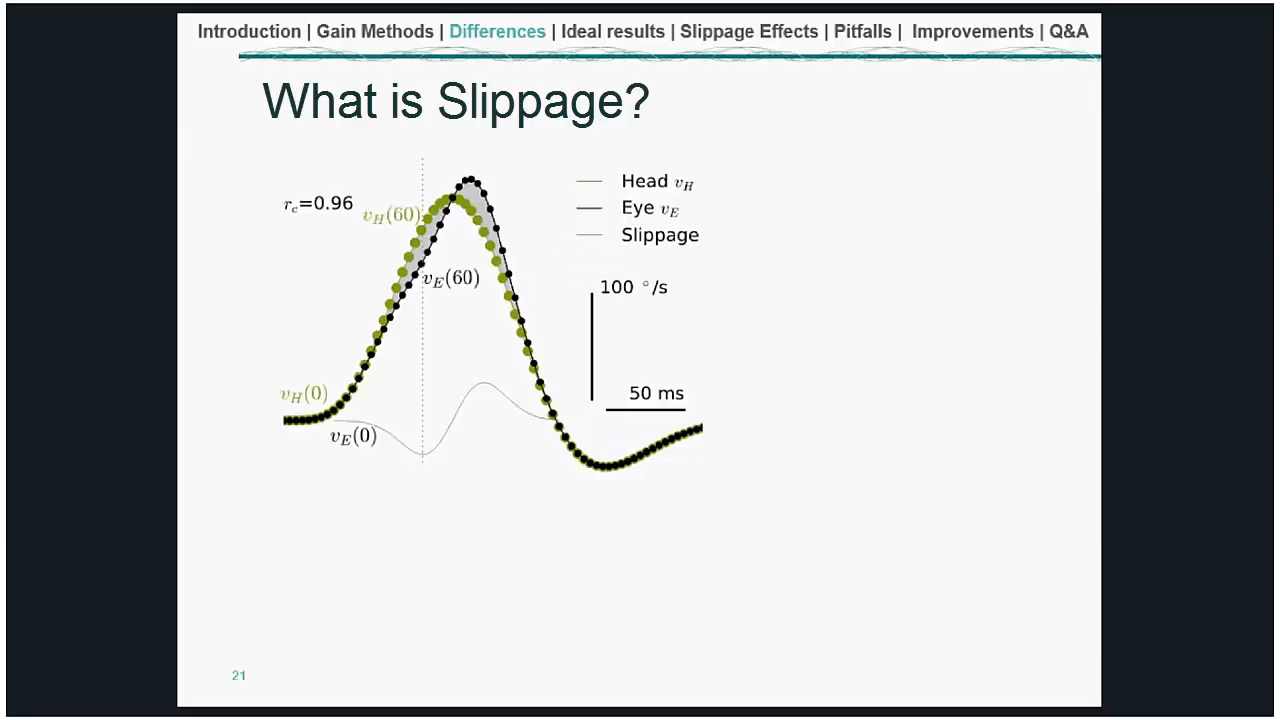 Introduction | Gain Methods | Differences | Ideal results | Slippage Effects | Pitfalls | Improvements | Q&A
What is Slippage?
r_c=0.96
v_H(60)
v_E(60)
Head v_H
Eye v_E
Slippage
100 °/s
50 ms
v_H(0)
v_E(0)
21